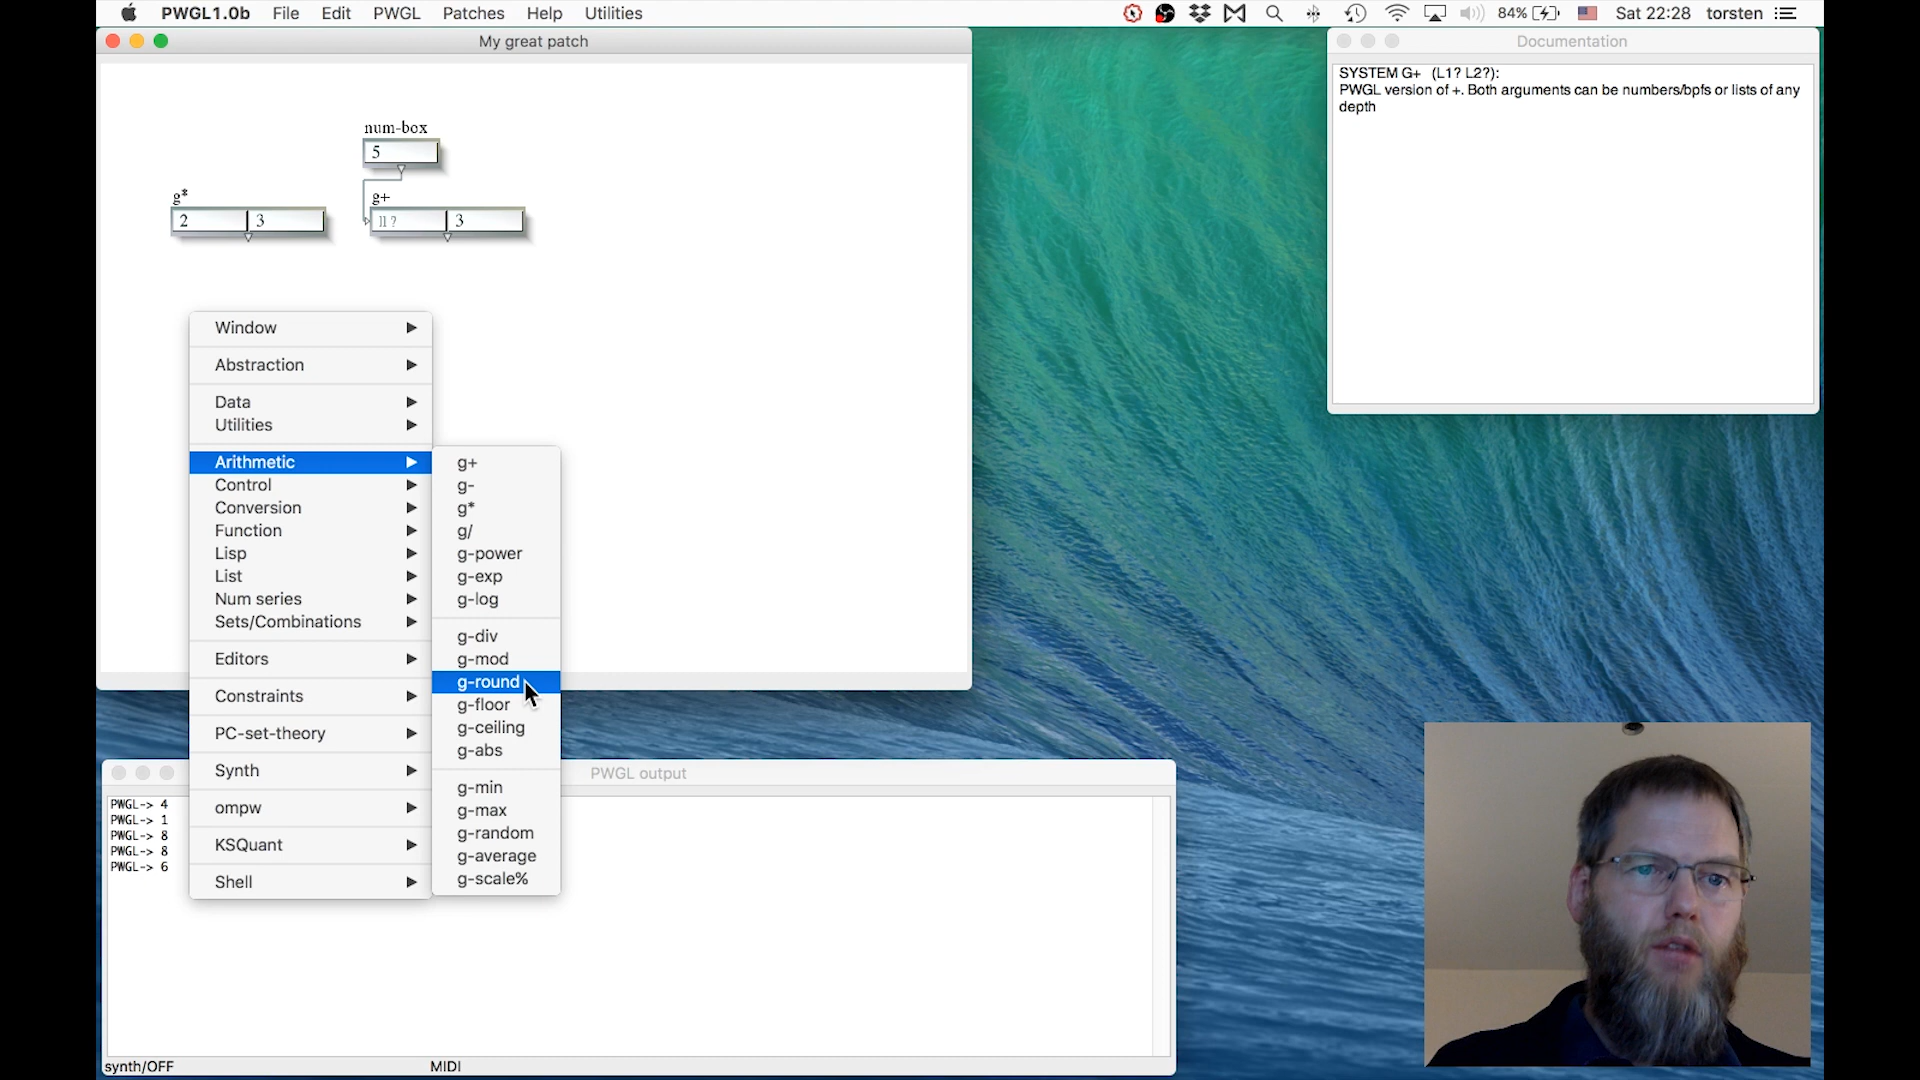 PWGL1.0b File Edit PWGL Patches Help Utilities 84% Sat 22:28 torsten
My great patch
num-box
5
g* g+
2 3 l1 ? 3
Documentation
SYSTEM G+ (L1? L2?):
PWGL version of +. Both arguments can be numbers/bpfs or lists of any
depth
Window
Abstraction
Data
Utilities
Arithmetic
Control
Conversion
Function
Lisp
List
Num series
Sets/Combinations
Editors
Constraints
PC-set-theory
Synth
ompw
KSQuant
Shell
g+
g-
g*
g/
g-power
g-exp
g-log
g-div
g-mod
g-round
g-floor
g-ceiling
g-abs
g-min
g-max
g-random
g-average
g-scale%
PWGL output
PWGL-> 4
PWGL-> 1
PWGL-> 8
PWGL-> 8
PWGL-> 6
synth/OFF MIDI